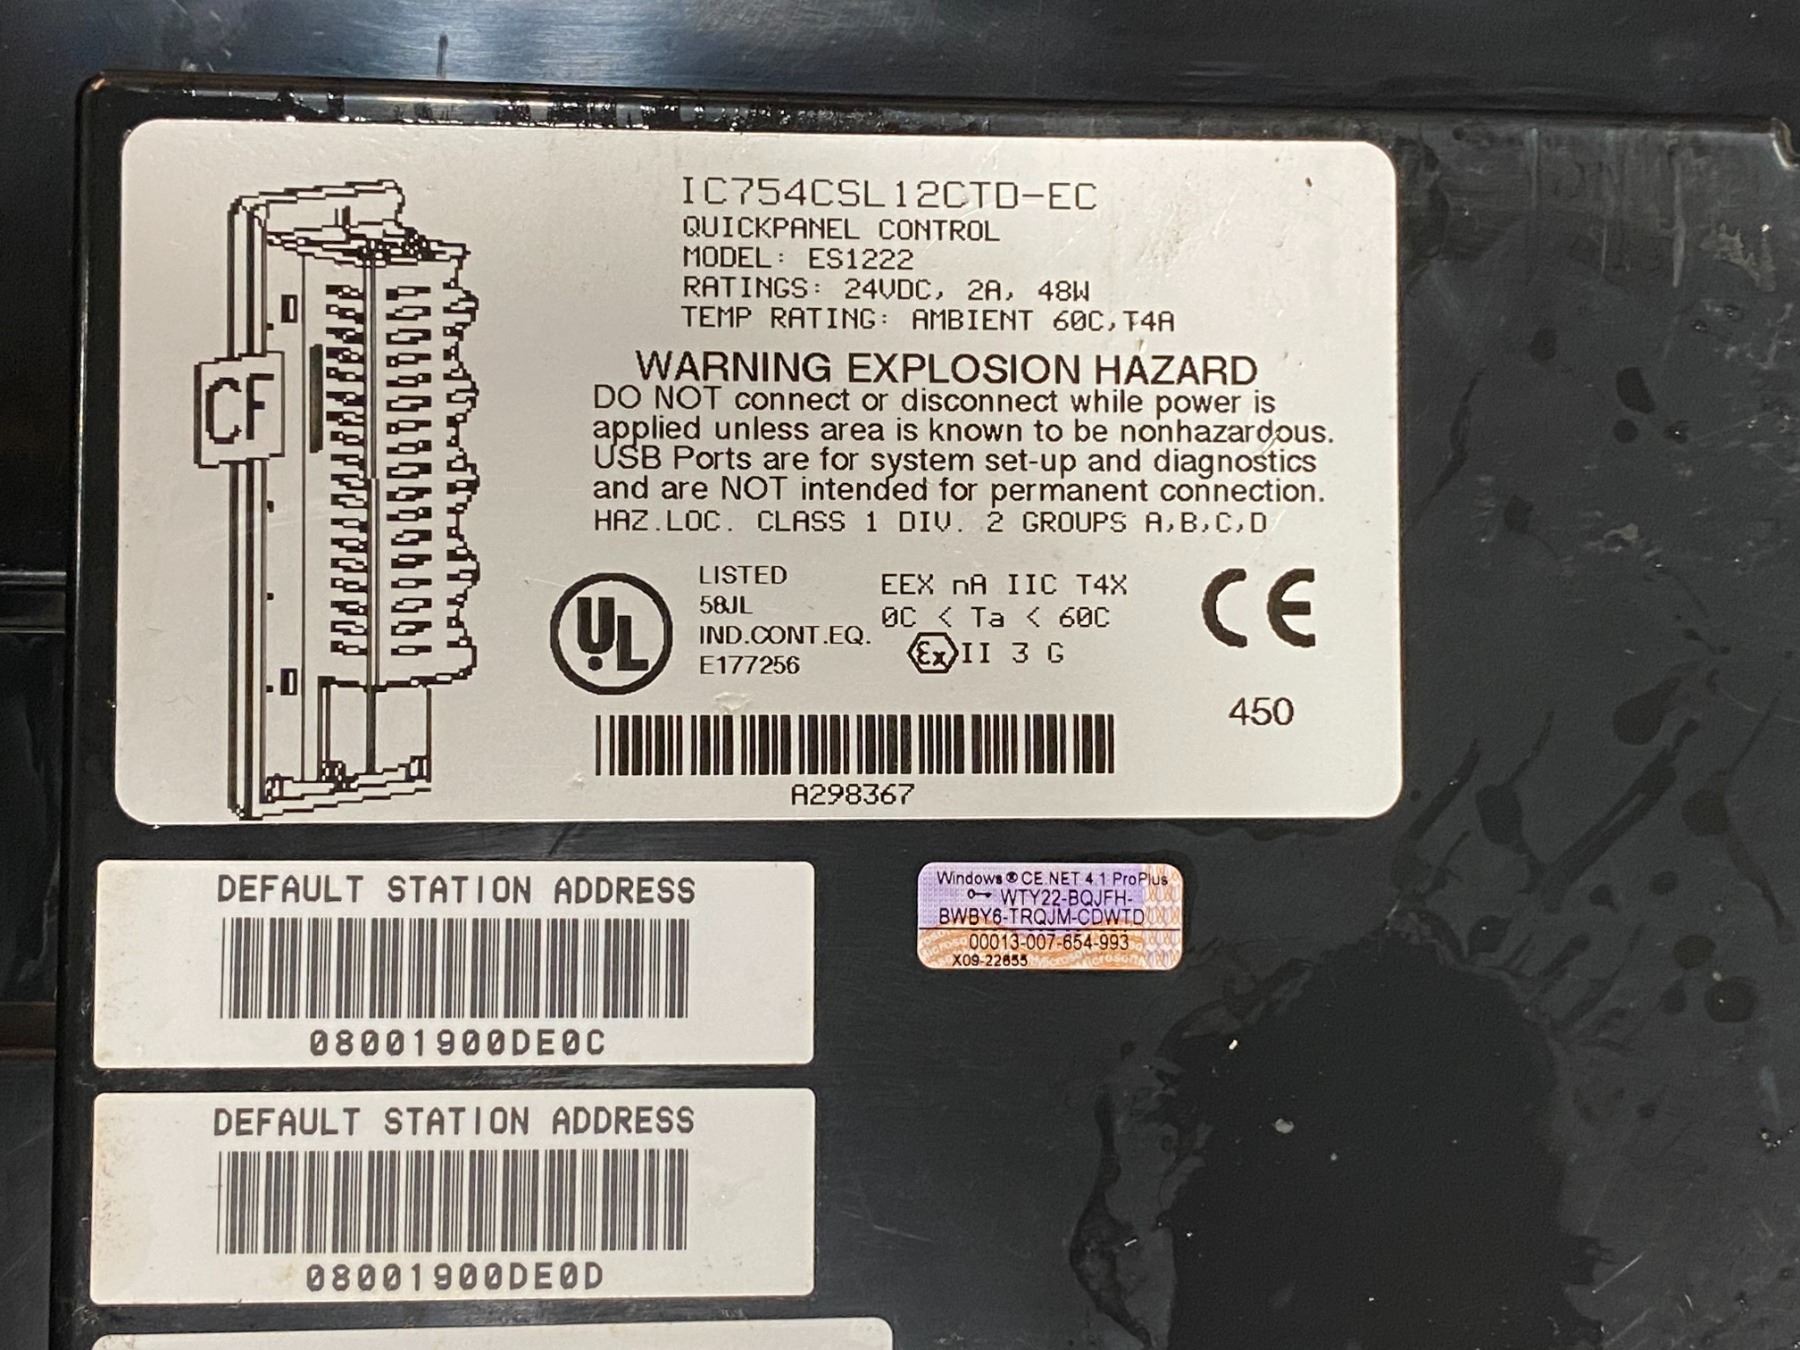 IC754CSL12CTD-EC
QUICKPANEL CONTROL
MODEL: ES1222
RATINGS: 24VDC, 2A, 48W
TEMP RATING: AMBIENT 60C,T4A
CF
WARNING EXPLOSION HAZARD
DO NOT connect or disconnect while power is
applied unless area is known to be nonhazardous.
USB Ports are for system set-up and diagnostics
and are NOT intended for permanent connection.
HAZ.LOC. CLASS 1 DIV. 2 GROUPS A,B,C,D
UL
LISTED
58JL
IND.CONT.EQ.
E177256
EEX nA IIC T4X
0C < Ta < 60C
Ex II 3 G
CE
450
A298367
DEFAULT STATION ADDRESS
08001900DE0C
Windows ® CE.NET 4.1 ProPlus
WTY22-BQJFH-
BWBY6-TRQJM-CDWTD
00013-007-654-993
X09-22655
DEFAULT STATION ADDRESS
08001900DE0D